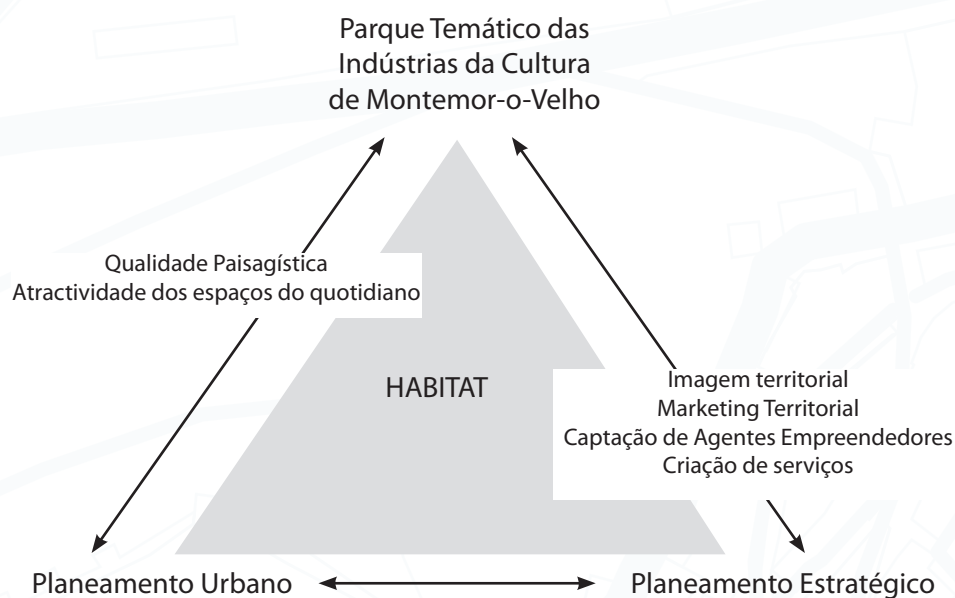 Parque Temático das
Indústrias da Cultura
de Montemor-o-Velho
Qualidade Paisagística
Atractividade dos espaços do quotidiano
HABITAT
Imagem territorial
Marketing Territorial
Captação de Agentes Empreendedores
Criação de serviços
Planeamento Urbano
Planeamento Estratégico